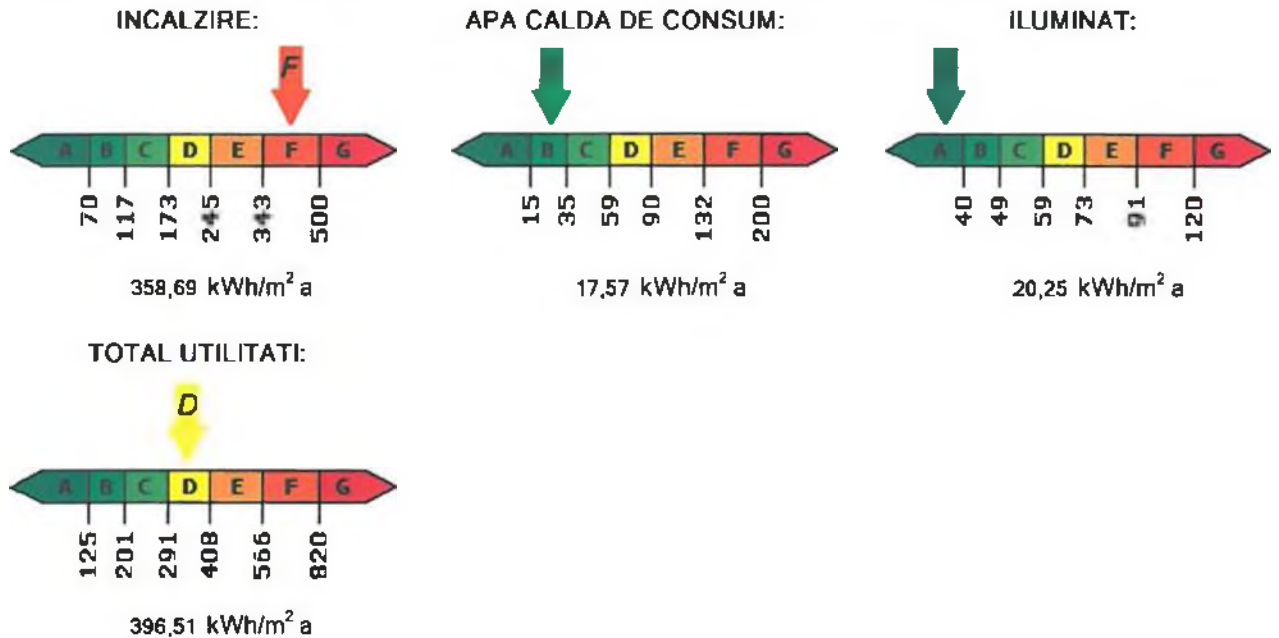 INCALZIRE:
F
A B C D E F G
70 117 173 245 343 500
358,69 kWh/m² a
APA CALDA DE CONSUM:
A B C D E F G
15 35 59 90 132 200
17,57 kWh/m² a
ILUMINAT:
A B C D E F G
40 49 59 73 91 120
20,25 kWh/m² a
TOTAL UTILITATI:
D
A B C D E F G
125 201 291 408 566 820
396,51 kWh/m² a